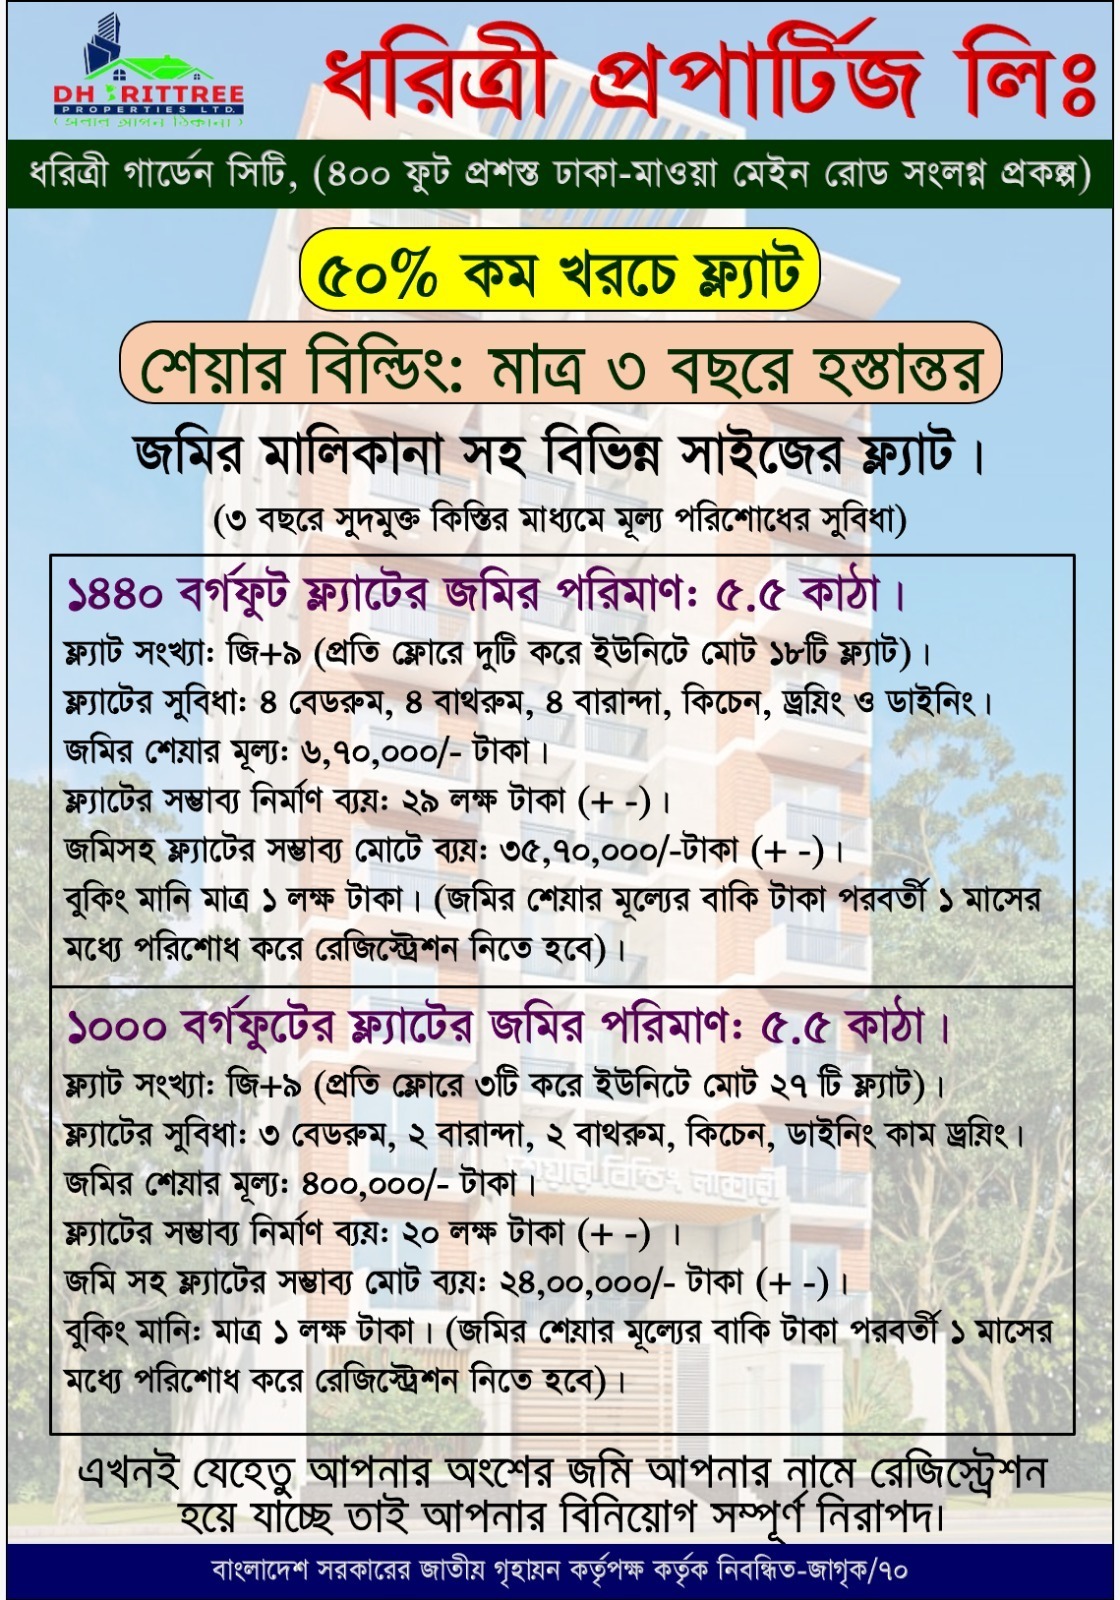 DHARITTREE
PROPERTIES LTD.
ধরিত্রী প্রপার্টিজ লিঃ
ধরিত্রী গার্ডেন সিটি, (৪০০ ফুট প্রশস্ত ঢাকা-মাওয়া মেইন রোড সংলগ্ন প্রকল্প)
৫০% কম খরচে ফ্ল্যাট
শেয়ার বিল্ডিং: মাত্র ৩ বছরে হস্তান্তর
জমির মালিকানা সহ বিভিন্ন সাইজের ফ্ল্যাট।
(৩ বছরে সুদমুক্ত কিস্তির মাধ্যমে মূল্য পরিশোধের সুবিধা)
১৪৪০ বর্গফুট ফ্ল্যাটের জমির পরিমাণ: ৫.৫ কাঠা।
ফ্ল্যাট সংখ্যা: জি+৯ (প্রতি ফ্লোরে দুটি করে ইউনিটে মোট ১৮টি ফ্ল্যাট)।
ফ্ল্যাটের সুবিধা: ৪ বেডরুম, ৪ বাথরুম, ৪ বারান্দা, কিচেন, ড্রয়িং ও ডাইনিং।
জমির শেয়ার মূল্য: ৬,৭০,০০০/- টাকা।
ফ্ল্যাটের সম্ভাব্য নির্মাণ ব্যয়: ২৯ লক্ষ টাকা (+ -)।
জমিসহ ফ্ল্যাটের সম্ভাব্য মোটে ব্যয়: ৩৫,৭০,০০০/-টাকা (+ -)।
বুকিং মানি মাত্র ১ লক্ষ টাকা। (জমির শেয়ার মূল্যের বাকি টাকা পরবর্তী ১ মাসের
মধ্যে পরিশোধ করে রেজিস্ট্রেশন নিতে হবে)।
১০০০ বর্গফুটের ফ্ল্যাটের জমির পরিমাণ: ৫.৫ কাঠা।
ফ্ল্যাট সংখ্যা: জি+৯ (প্রতি ফ্লোরে ৩টি করে ইউনিটে মোট ২৭ টি ফ্ল্যাট)।
ফ্ল্যাটের সুবিধা: ৩ বেডরুম, ২ বারান্দা, ২ বাথরুম, কিচেন, ডাইনিং কাম ড্রয়িং।
জমির শেয়ার মূল্য: ৪০০,০০০/- টাকা।
শেয়ার বিল্ডিং লাক্সারী
ফ্ল্যাটের সম্ভাব্য নির্মাণ ব্যয়: ২০ লক্ষ টাকা (+ -) ।
জমি সহ ফ্ল্যাটের সম্ভাব্য মোট ব্যয়: ২৪,০০,০০০/- টাকা (+ -)।
বুকিং মানি: মাত্র ১ লক্ষ টাকা। (জমির শেয়ার মূল্যের বাকি টাকা পরবর্তী ১ মাসের
মধ্যে পরিশোধ করে রেজিস্ট্রেশন নিতে হবে)।
এখনই যেহেতু আপনার অংশের জমি আপনার নামে রেজিস্ট্রেশন
হয়ে যাচ্ছে তাই আপনার বিনিয়োগ সম্পূর্ণ নিরাপদ।
বাংলাদেশ সরকারের জাতীয় গৃহায়ন কর্তৃপক্ষ কর্তৃক নিবন্ধিত-জাগৃক/৭০